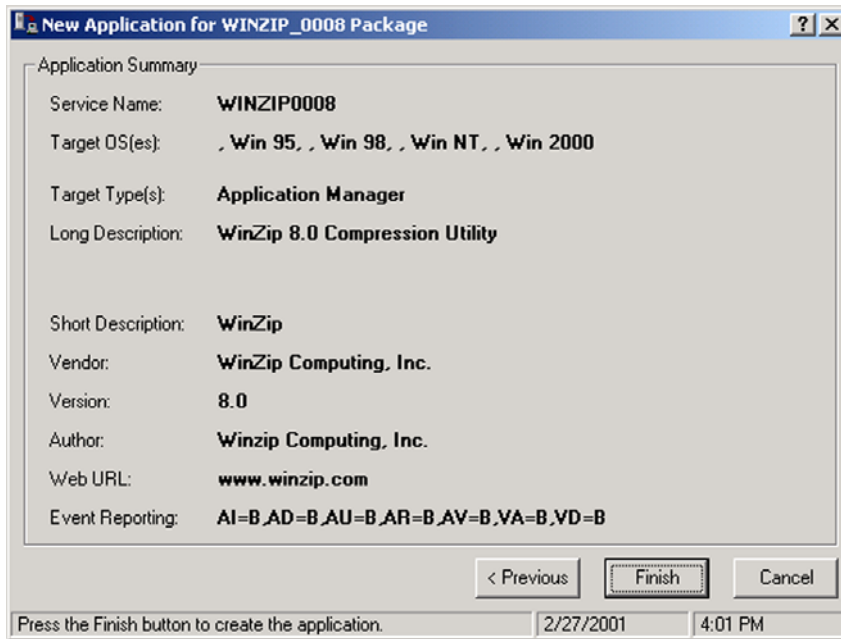 New Application for WINZIP_0008 Package
Application Summary
Service Name: WINZIP0008
Target OS(es): , Win 95, , Win 98, , Win NT, , Win 2000
Target Type(s): Application Manager
Long Description: WinZip 8.0 Compression Utility
Short Description: WinZip
Vendor: WinZip Computing, Inc.
Version: 8.0
Author: Winzip Computing, Inc.
Web URL: www.winzip.com
Event Reporting: AI=B,AD=B,AU=B,AR=B,AV=B,VA=B,VD=B
< Previous Finish Cancel
Press the Finish button to create the application. 2/27/2001 4:01 PM